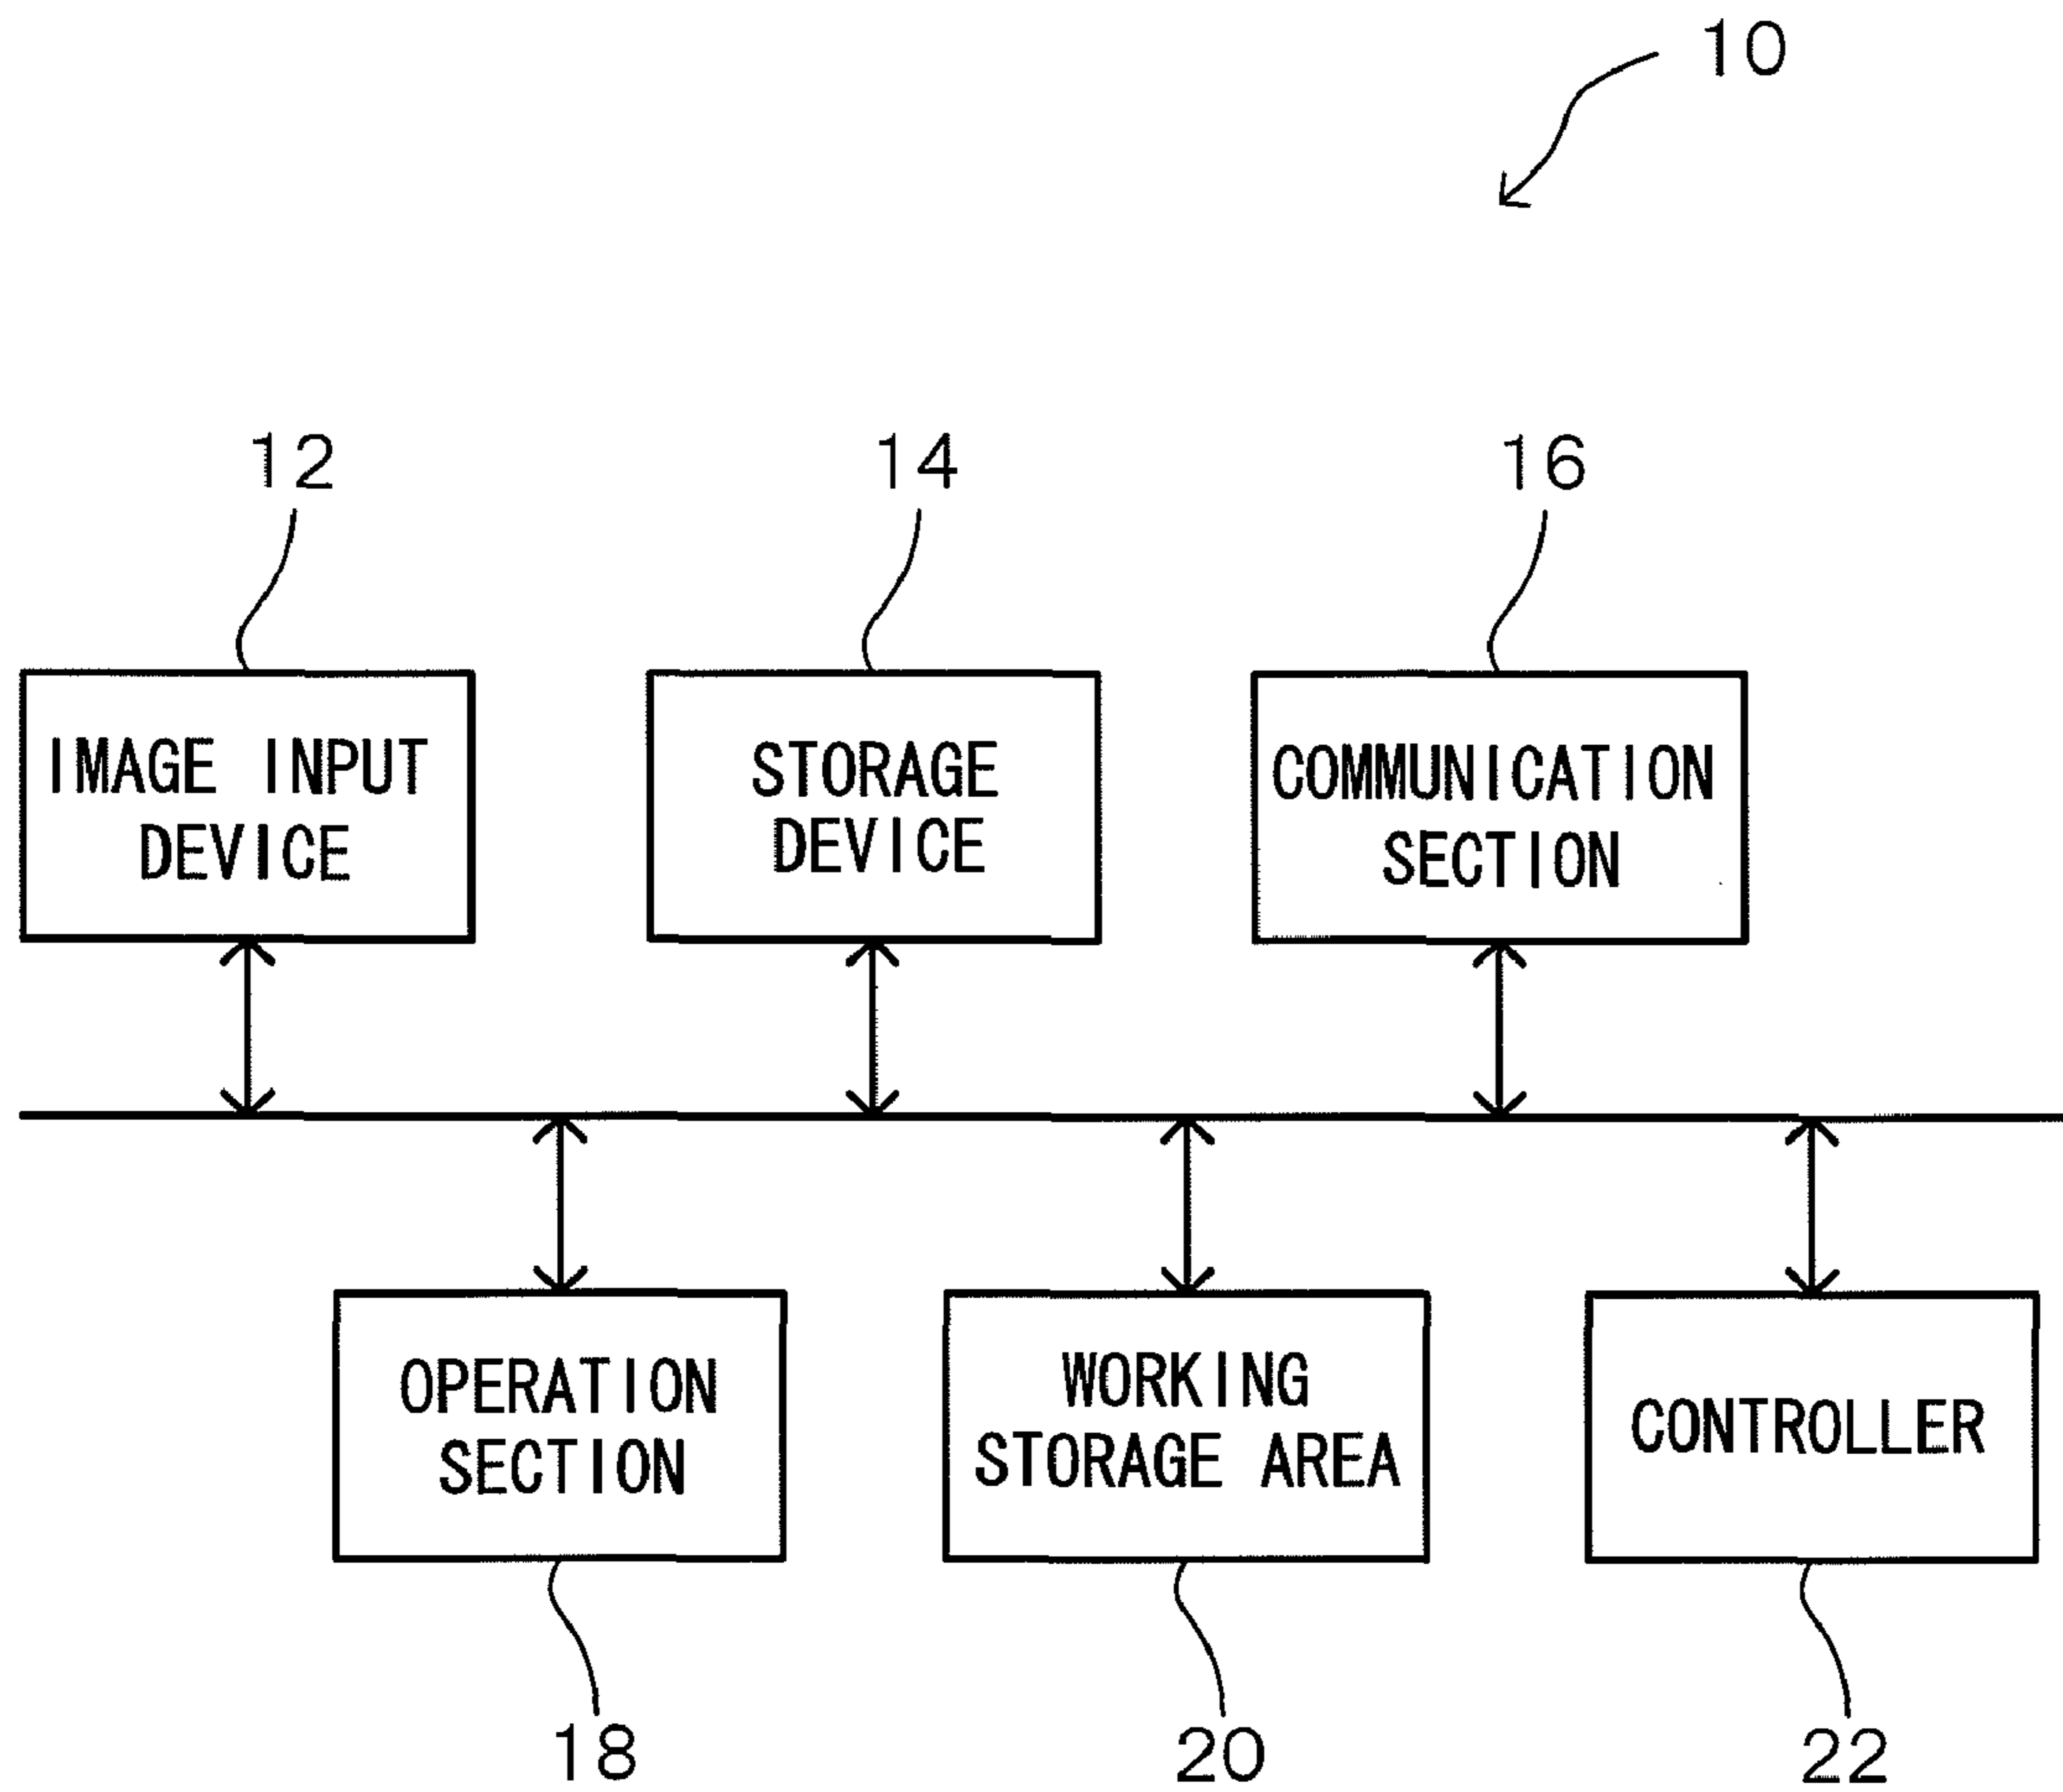 10
12
14
16
IMAGE INPUT
DEVICE
STORAGE
DEVICE
COMMUNICATION
SECTION
OPERATION
SECTION
WORKING
STORAGE AREA
CONTROLLER
18
20
22